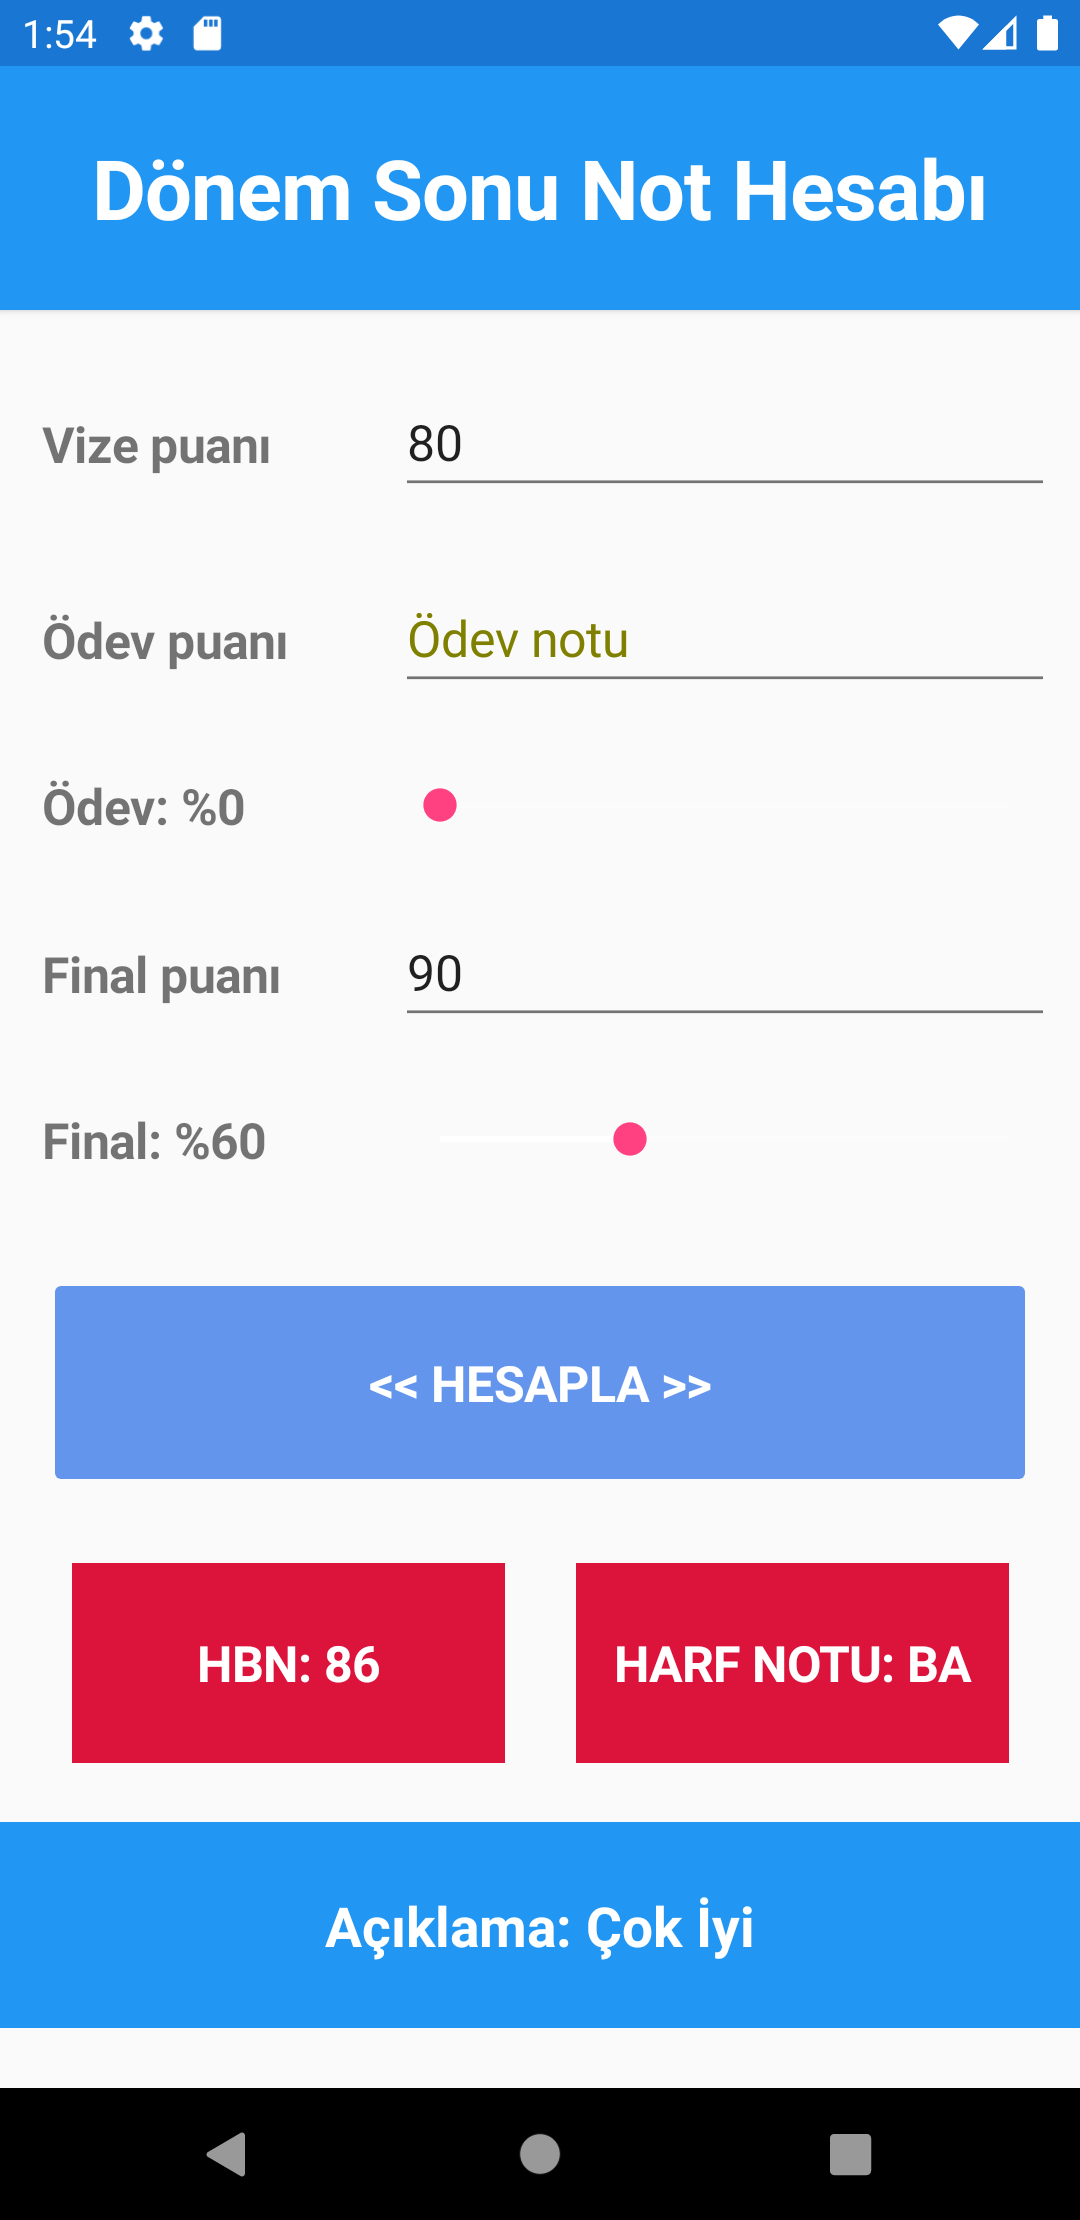 1:54
Dönem Sonu Not Hesabı
Vize puanı 80
Ödev puanı Ödev notu
Ödev: %0
Final puanı 90
Final: %60
<< HESAPLA >>
HBN: 86 HARF NOTU: BA
Açıklama: Çok İyi